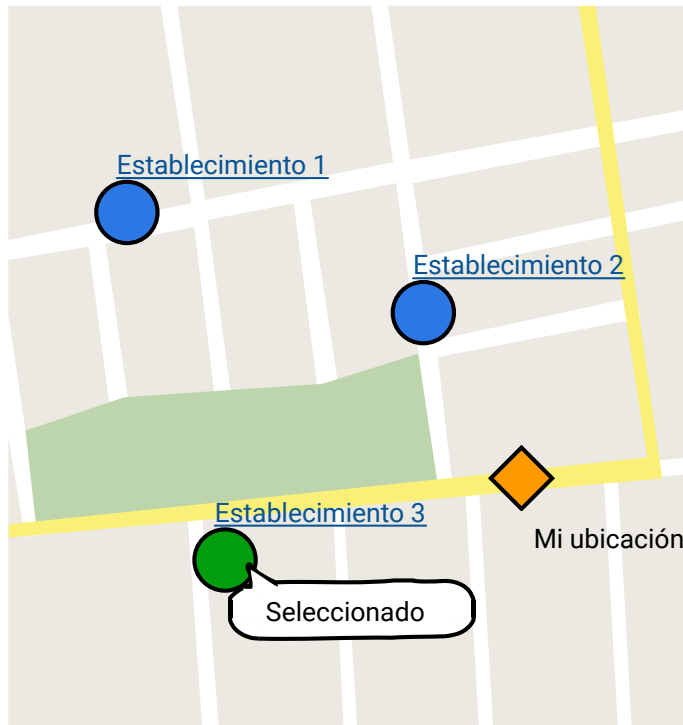 Establecimiento 1
Establecimiento 2
Establecimiento 3
Mi ubicación
Seleccionado